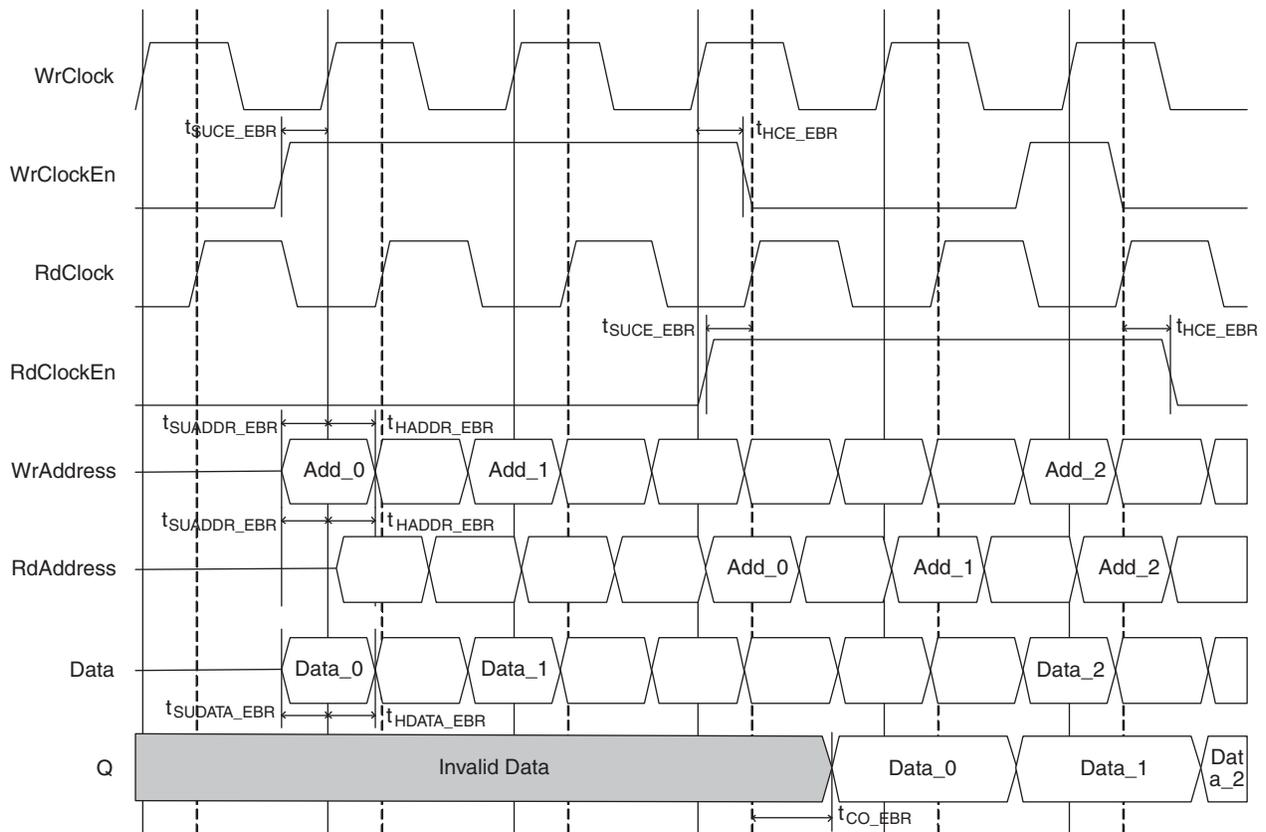 WrClock
tSUCE_EBR
tHCE_EBR
WrClockEn
RdClock
tSUCE_EBR
tHCE_EBR
RdClockEn
tSUADDR_EBR
tHADDR_EBR
WrAddress
Add_0
Add_1
Add_2
tSUADDR_EBR
tHADDR_EBR
RdAddress
Add_0
Add_1
Add_2
Data
Data_0
Data_1
Data_2
tSUDATA_EBR
tHDATA_EBR
Q
Invalid Data
Data_0
Data_1
Dat
a_2
tCO_EBR